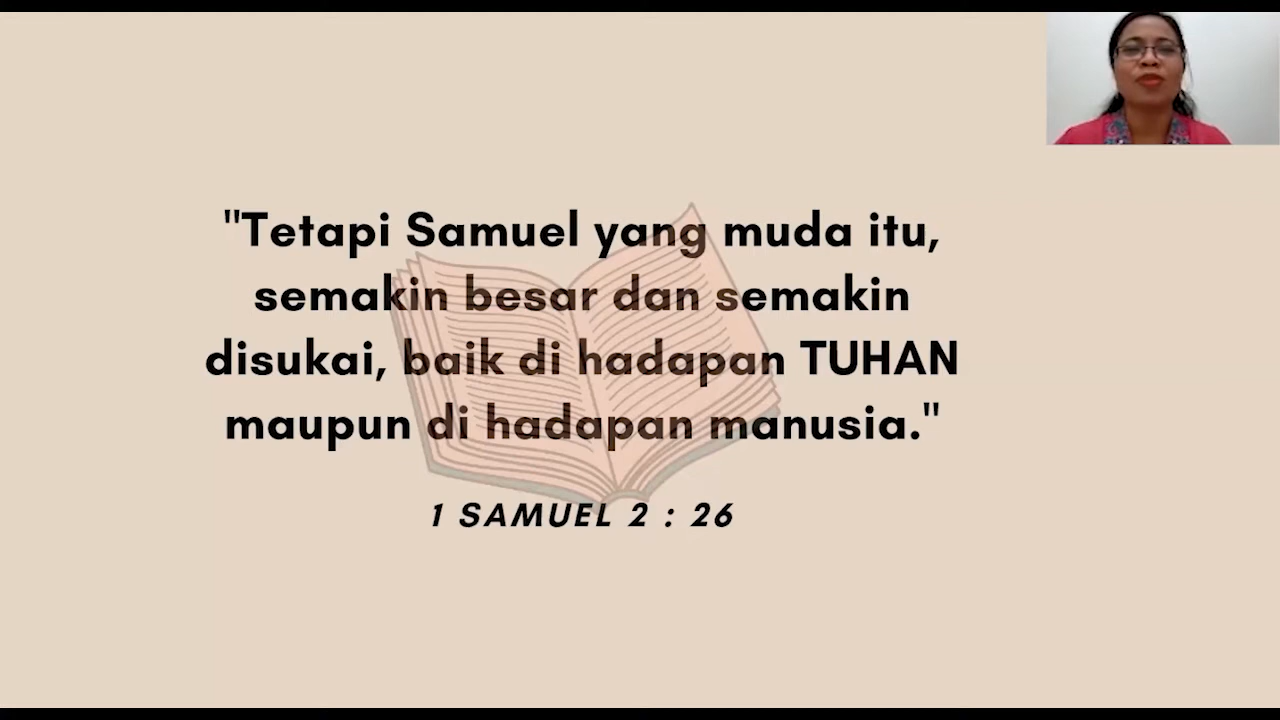 "Tetapi Samuel yang muda itu,
semakin besar dan semakin
disukai, baik di hadapan TUHAN
maupun di hadapan manusia."
1 SAMUEL 2 : 26